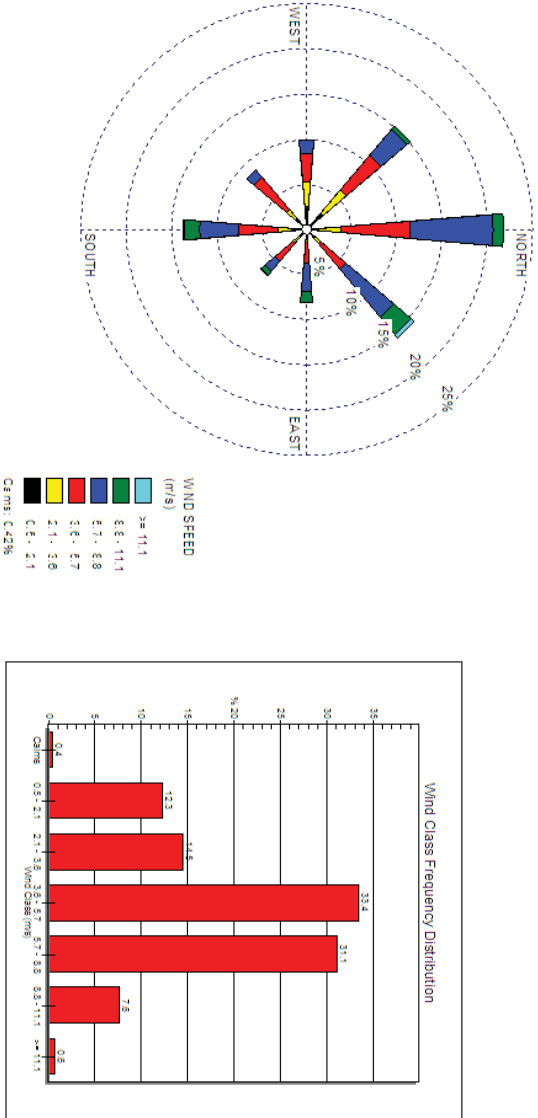 WEST
NORTH
SOUTH
EAST
5%
10%
15%
20%
25%
WIND SPEED
(m/s)
>= 11.1
8.8 - 11.1
5.7 - 8.8
3.6 - 5.7
2.1 - 3.6
0.5 - 2.1
Calms: 0.42%
Wind Class Frequency Distribution
%
35
30
25
20
15
10
5
0
0.4
12.3
14.5
33.4
31.1
7.6
Calms
0.5 - 2.1
2.1 - 3.6
3.6 - 5.7
5.7 - 8.8
8.8 - 11.1
>= 11.1
Wind Class (m/s)